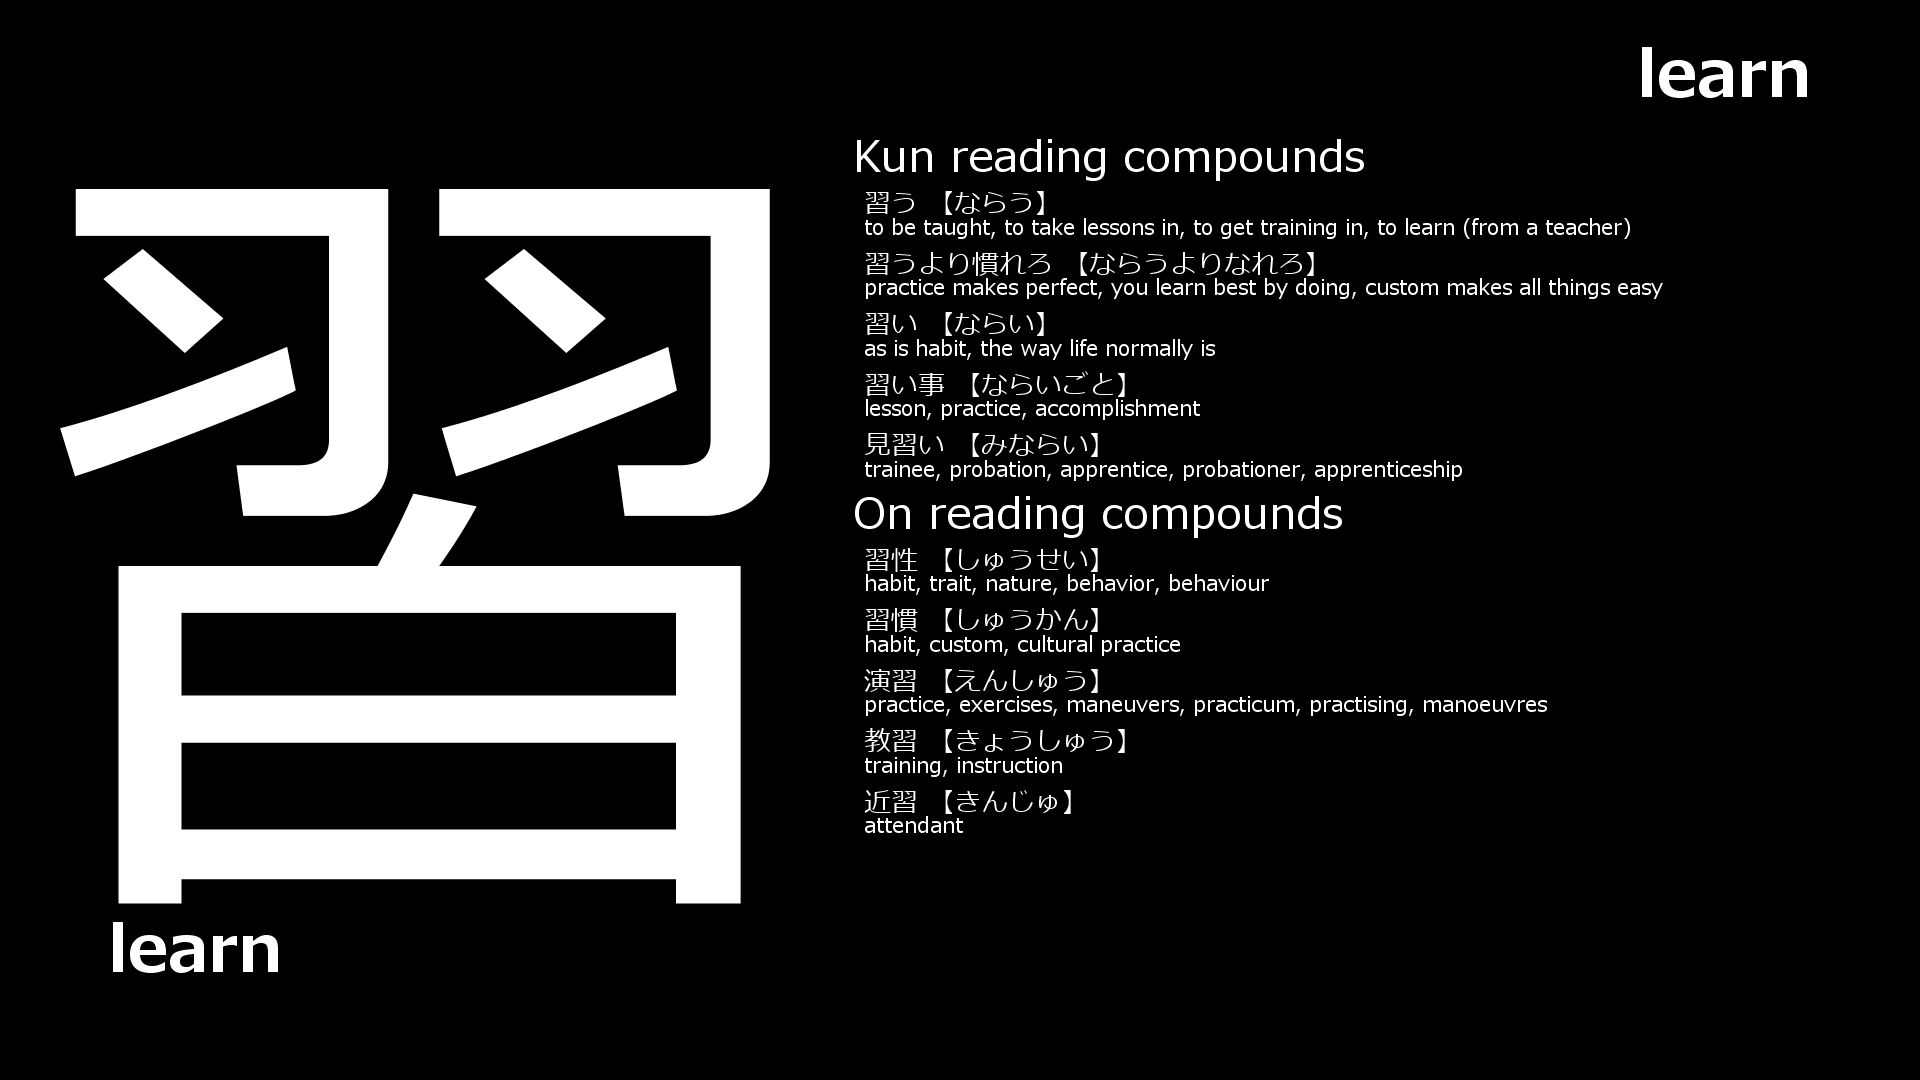 learn
習
learn
Kun reading compounds
習う 【ならう】
to be taught, to take lessons in, to get training in, to learn (from a teacher)
習うより慣れろ 【ならうよりなれろ】
practice makes perfect, you learn best by doing, custom makes all things easy
習い 【ならい】
as is habit, the way life normally is
習い事 【ならいごと】
lesson, practice, accomplishment
見習い 【みならい】
trainee, probation, apprentice, probationer, apprenticeship
On reading compounds
習性 【しゅうせい】
habit, trait, nature, behavior, behaviour
習慣 【しゅうかん】
habit, custom, cultural practice
演習 【えんしゅう】
practice, exercises, maneuvers, practicum, practising, manoeuvres
教習 【きょうしゅう】
training, instruction
近習 【きんじゅ】
attendant